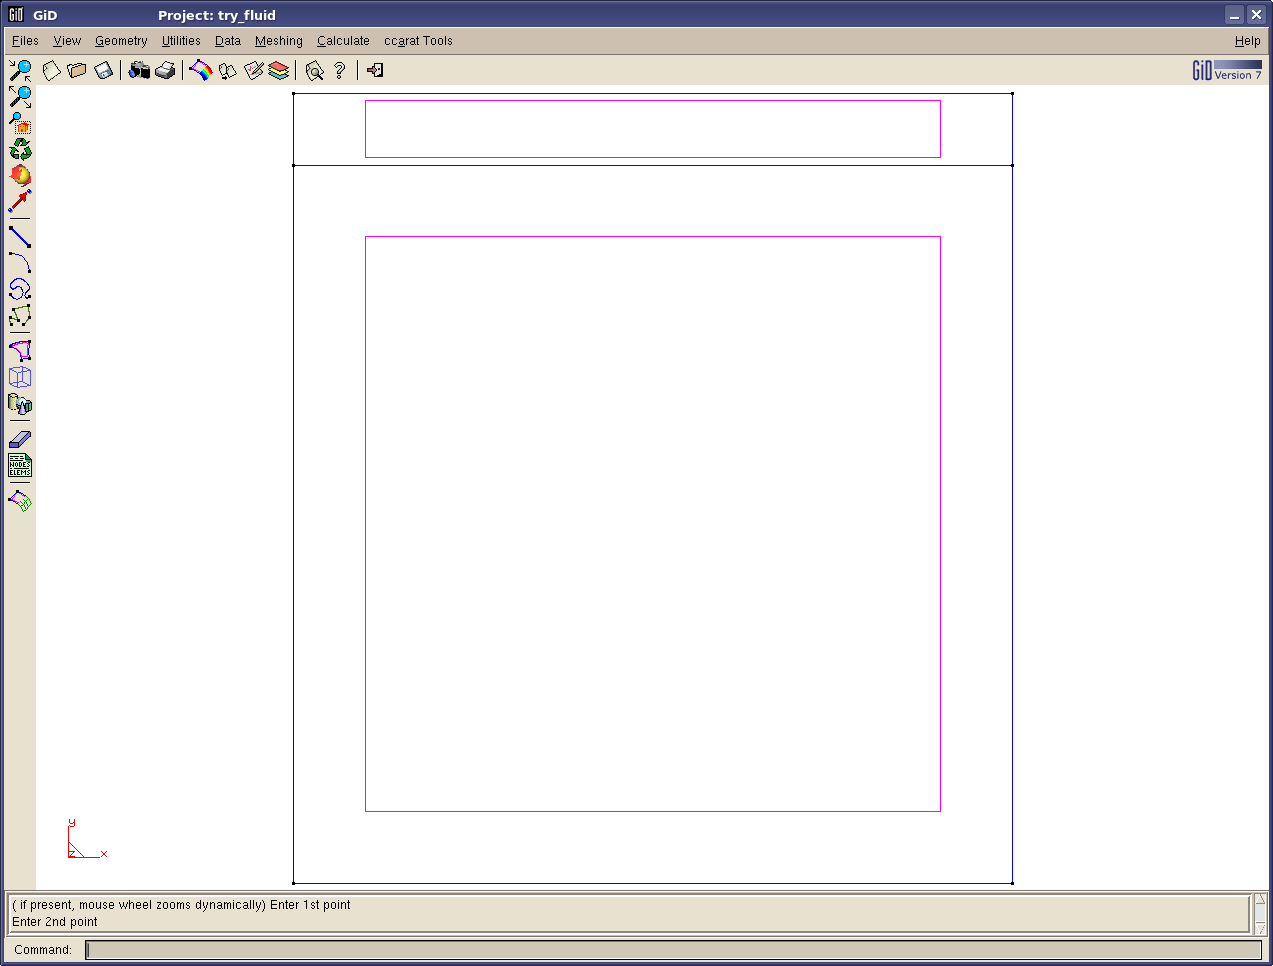 GiD GiD Project: try_fluid
Files View Geometry Utilities Data Meshing Calculate ccarat Tools Help
? GiD Version 7
NODES
ELEMS
y
z x
( if present, mouse wheel zooms dynamically) Enter 1st point
Enter 2nd point
Command: